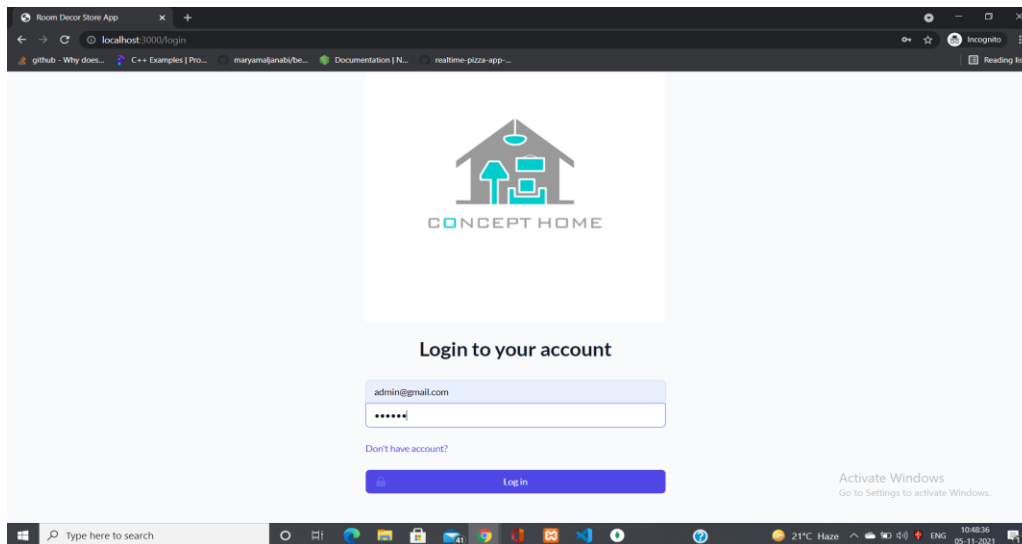 Room Decor Store App
localhost:3000/login
Incognito
github - Why does...
C++ Examples | Pro...
maryamaljanabi/be...
Documentation | N...
realtime-pizza-app-...
Reading lis
CONCEPT HOME
Login to your account
admin@gmail.com
••••••
Don't have account?
Log in
Activate Windows
Go to Settings to activate Windows.
Type here to search
41
21°C Haze
ENG
10:48:36
05-11-2021